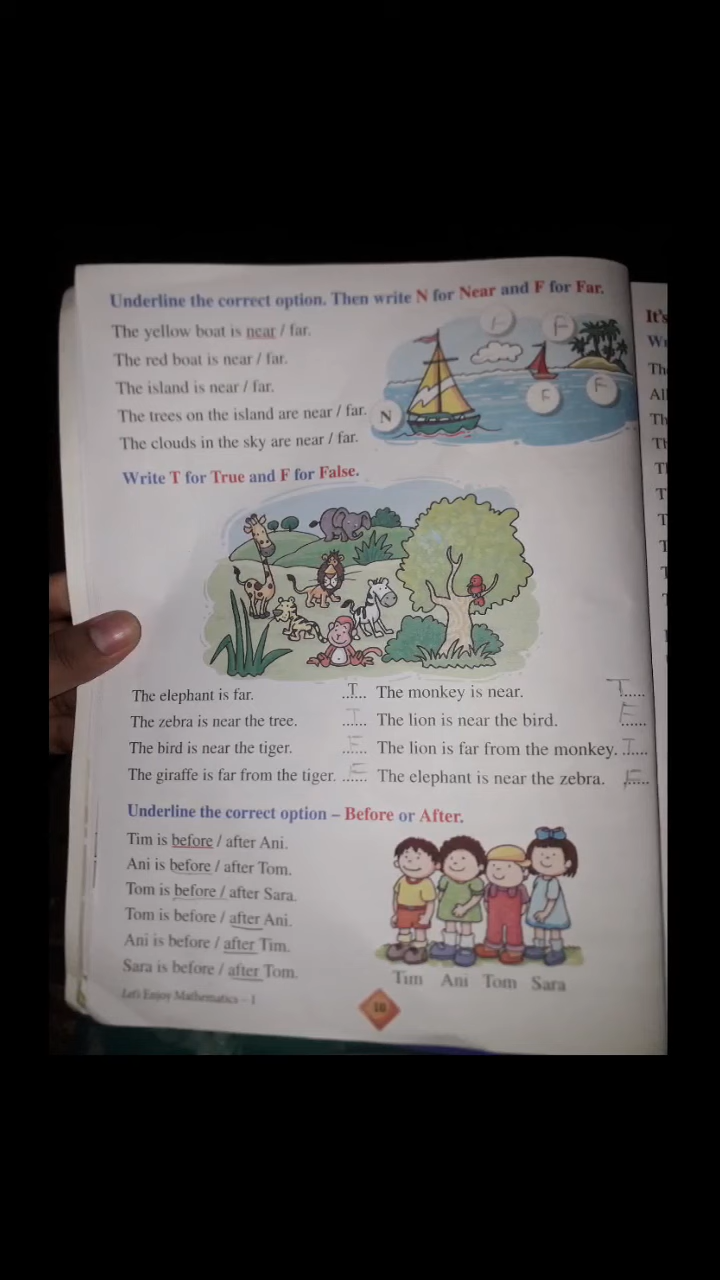 Underline the correct option. Then write N for Near and F for Far.
The yellow boat is near / far.
The red boat is near / far.
The island is near / far.
The trees on the island are near / far.
The clouds in the sky are near / far.
F
F
F
F
N
Write T for True and F for False.
The elephant is far. ..T... The monkey is near. T.....
The zebra is near the tree. ..T... The lion is near the bird. F.....
The bird is near the tiger. ..F... The lion is far from the monkey. T.....
The giraffe is far from the tiger. ..F... The elephant is near the zebra. F.....
Underline the correct option – Before or After.
Tim is before / after Ani.
Ani is before / after Tom.
Tom is before / after Sara.
Tom is before / after Ani.
Ani is before / after Tim.
Sara is before / after Tom.
Tim Ani Tom Sara
Let's Enjoy Mathematics – 1
10
It's